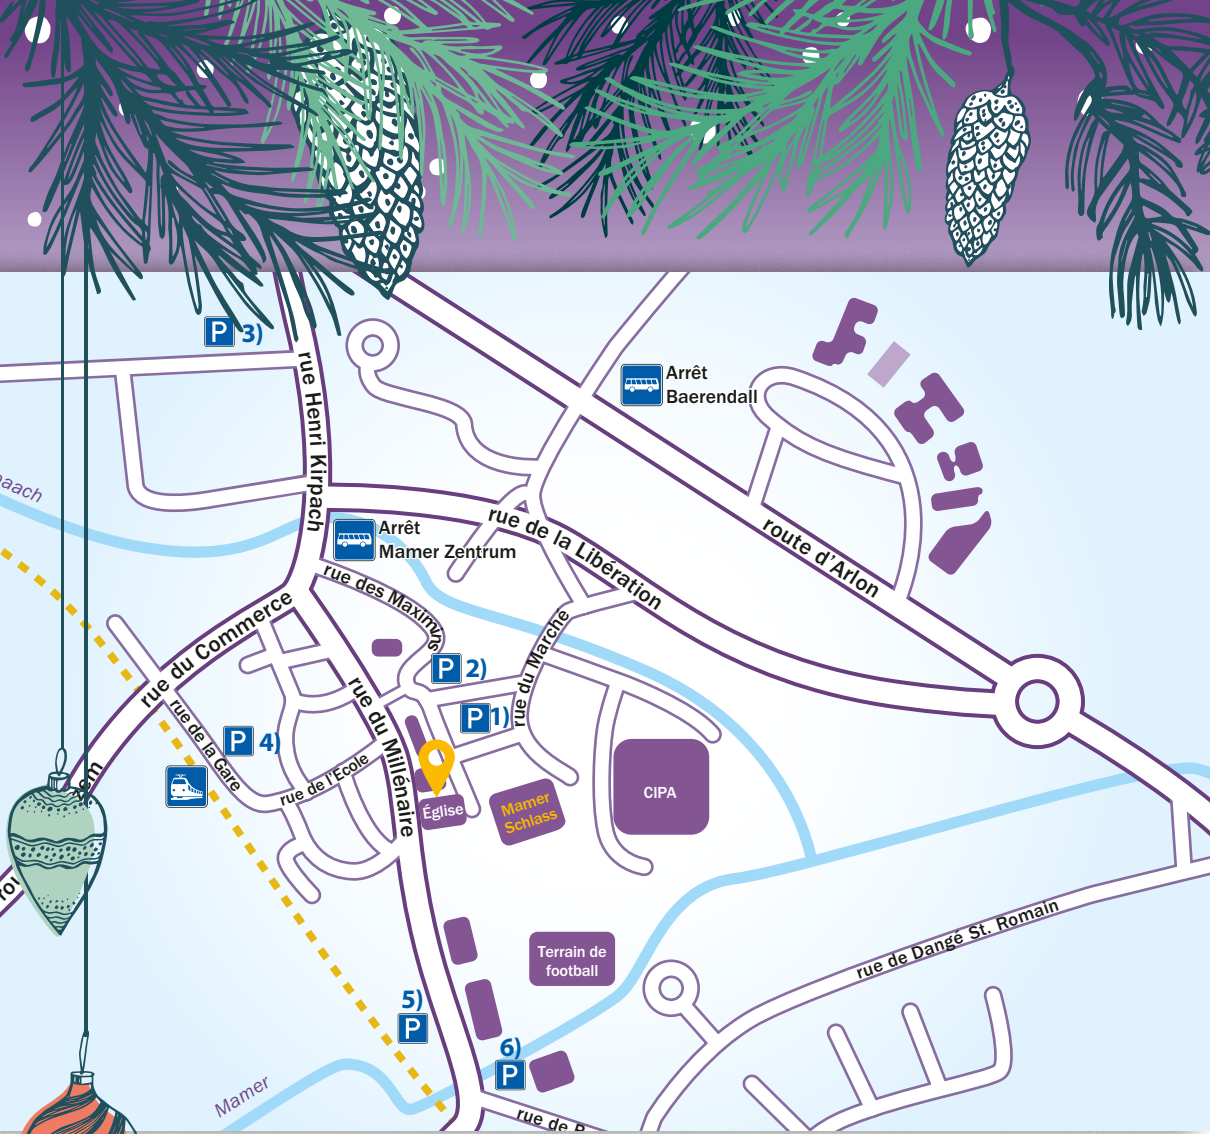 P 3)
Arrêt
Baerendall
rue Henri Kirpach
Arrêt
Mamer Zentrum
rue de la Libération
route d'Arlon
rue des Maximins
rue du Commerce
rue du Marché
P 2)
P 1)
rue du Millénaire
rue de la Gare
P 4)
rue de l'École
Église
Mamer
Schlass
CIPA
rue de Dangé St. Romain
Terrain de
football
5)
P
6)
P
Mamer